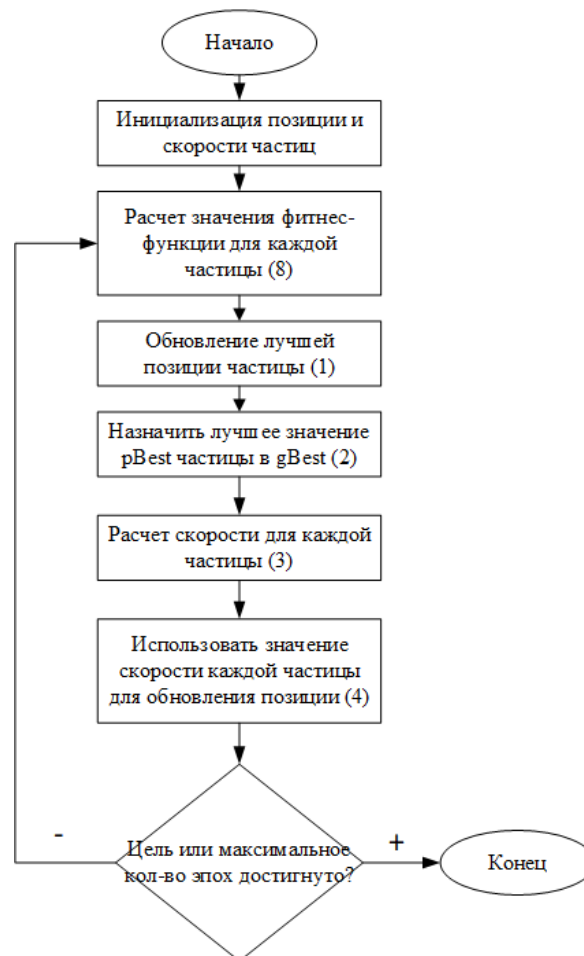 Начало
Инициализация позиции и
скорости частиц
Расчет значения фитнес-
функции для каждой
частицы (8)
Обновление лучшей
позиции частицы (1)
Назначить лучшее значение
pBest частицы в gBest (2)
Расчет скорости для каждой
частицы (3)
Использовать значение
скорости каждой частицы
для обновления позиции (4)
-
+
Цель или максимальное
кол-во эпох достигнуто?
Конец